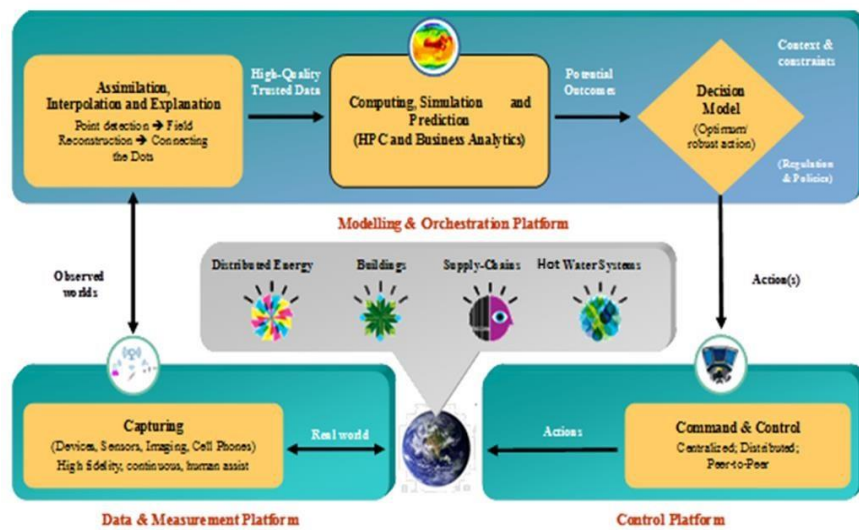 Assimilation,
Interpolation and Explanation
Point detection ➔ Field
Reconstruction ➔ Connecting
the Dots
High-Quality
Trusted Data
Computing, Simulation and
Prediction
(HPC and Business Analytics)
Potential
Outcomes
Decision
Model
(Optimum/
robust action)
Context &
constraints
(Regulation
& Policies)
Modelling & Orchestration Platform
Observed
worlds
Distributed Energy
Buildings
Supply-Chains
Hot Water Systems
Action(s)
Capturing
(Devices, Sensors, Imaging, Cell Phones)
High fidelity, continuous, human assist
Real world
Actions
Command & Control
Centralized; Distributed;
Peer-to-Peer
Data & Measurement Platform
Control Platform